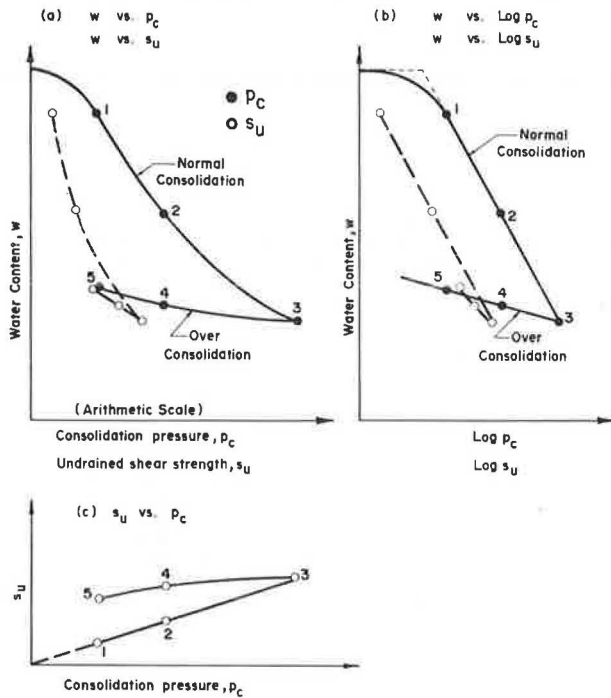 (a) w vs. pc
w vs. su
pc
su
1
Normal
Consolidation
2
5
4
3
Over
Consolidation
Water Content, w
(Arithmetic Scale)
Consolidation pressure, pc
Undrained shear strength, su
(b) w vs. Log pc
w vs. Log su
1
Normal
Consolidation
2
5
4
3
Over
Consolidation
Water Content, w
Log pc
Log su
(c) su vs. pc
5
4
3
2
1
su
Consolidation pressure, pc